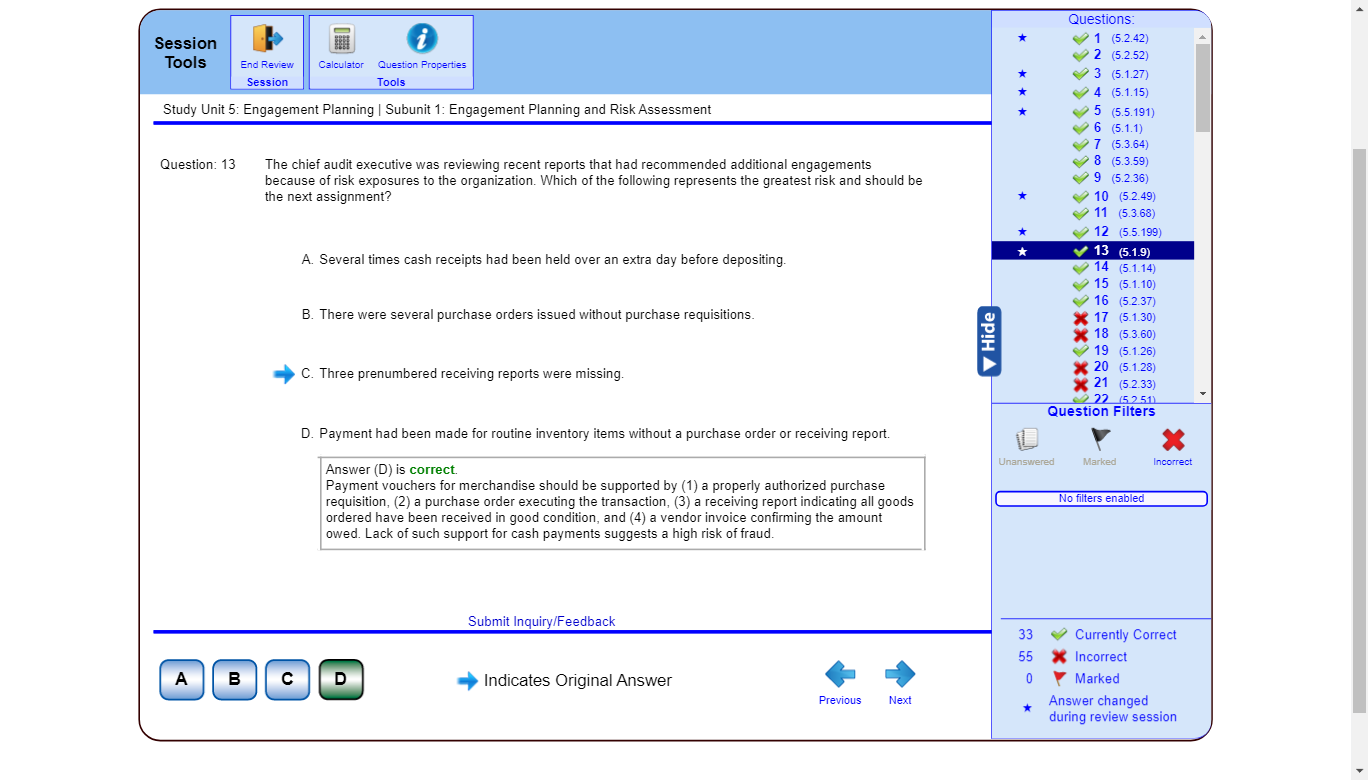 Session Tools
End Review
Session
Calculator
Question Properties
Tools
Study Unit 5: Engagement Planning | Subunit 1: Engagement Planning and Risk Assessment
Question: 13
The chief audit executive was reviewing recent reports that had recommended additional engagements
because of risk exposures to the organization. Which of the following represents the greatest risk and should be
the next assignment?
A. Several times cash receipts had been held over an extra day before depositing.
B. There were several purchase orders issued without purchase requisitions.
C. Three prenumbered receiving reports were missing.
D. Payment had been made for routine inventory items without a purchase order or receiving report.
Answer (D) is correct.
Payment vouchers for merchandise should be supported by (1) a properly authorized purchase
requisition, (2) a purchase order executing the transaction, (3) a receiving report indicating all goods
ordered have been received in good condition, and (4) a vendor invoice confirming the amount
owed. Lack of such support for cash payments suggests a high risk of fraud.
Submit Inquiry/Feedback
A
B
C
D
Indicates Original Answer
Previous
Next
Hide
Questions:
1 (5.2.42)
2 (5.2.52)
3 (5.1.27)
4 (5.1.15)
5 (5.5.191)
6 (5.1.1)
7 (5.3.64)
8 (5.3.59)
9 (5.2.36)
10 (5.2.49)
11 (5.3.68)
12 (5.5.199)
13 (5.1.9)
14 (5.1.14)
15 (5.1.10)
16 (5.2.37)
17 (5.1.30)
18 (5.3.60)
19 (5.1.26)
20 (5.1.28)
21 (5.2.33)
22 (5.2.51)
Question Filters
Unanswered
Marked
Incorrect
No filters enabled
33 Currently Correct
55 Incorrect
0 Marked
Answer changed
during review session